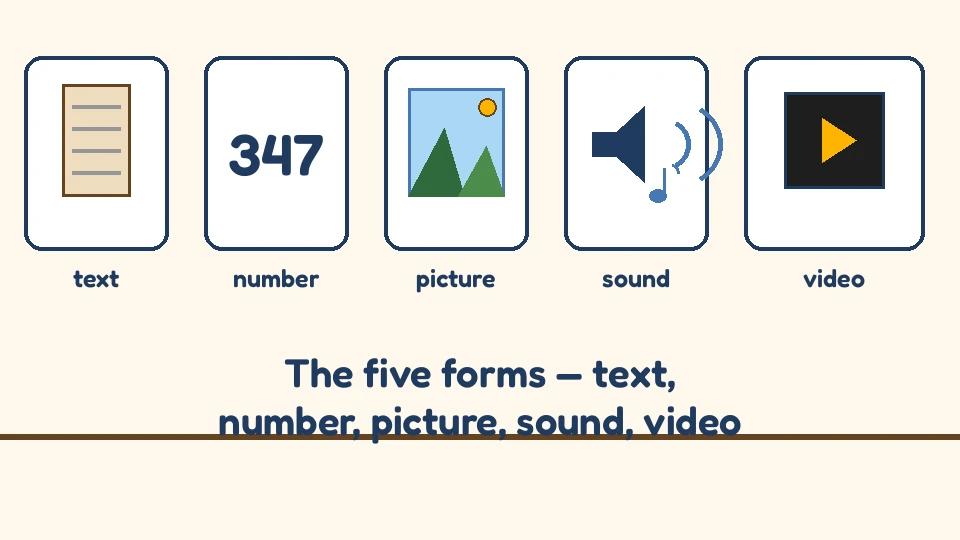 347
text
number
picture
sound
video
The five forms — text,
number, picture, sound, video